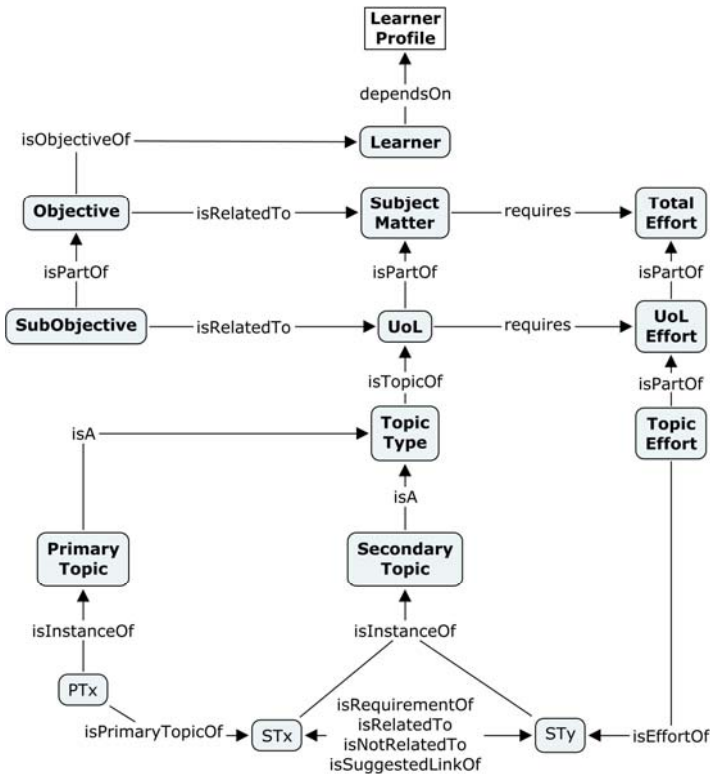 Learner
Profile
dependsOn
isObjectiveOf
Learner
Objective
isRelatedTo
Subject
Matter
requires
Total
Effort
isPartOf
isPartOf
isPartOf
SubObjective
isRelatedTo
UoL
requires
UoL
Effort
isTopicOf
isPartOf
isA
Topic
Type
Topic
Effort
isA
Primary
Topic
Secondary
Topic
isInstanceOf
isInstanceOf
PTx
isPrimaryTopicOf
STx
isRequirementOf
isRelatedTo
isNotRelatedTo
isSuggestedLinkOf
STy
isEffortOf